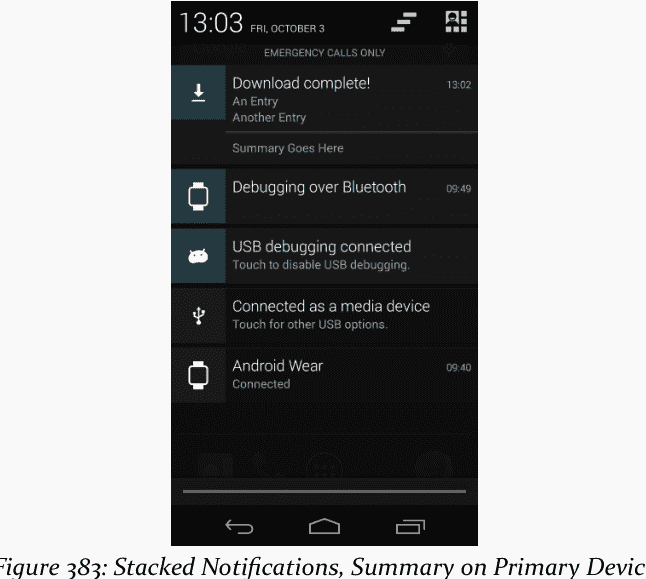 13:03 FRI, OCTOBER 3
EMERGENCY CALLS ONLY
Download complete! 13:02
An Entry
Another Entry
Summary Goes Here
Debugging over Bluetooth 09:49
USB debugging connected
Touch to disable USB debugging.
Connected as a media device
Touch for other USB options.
Android Wear 09:40
Connected
Figure 383: Stacked Notifications, Summary on Primary Devic